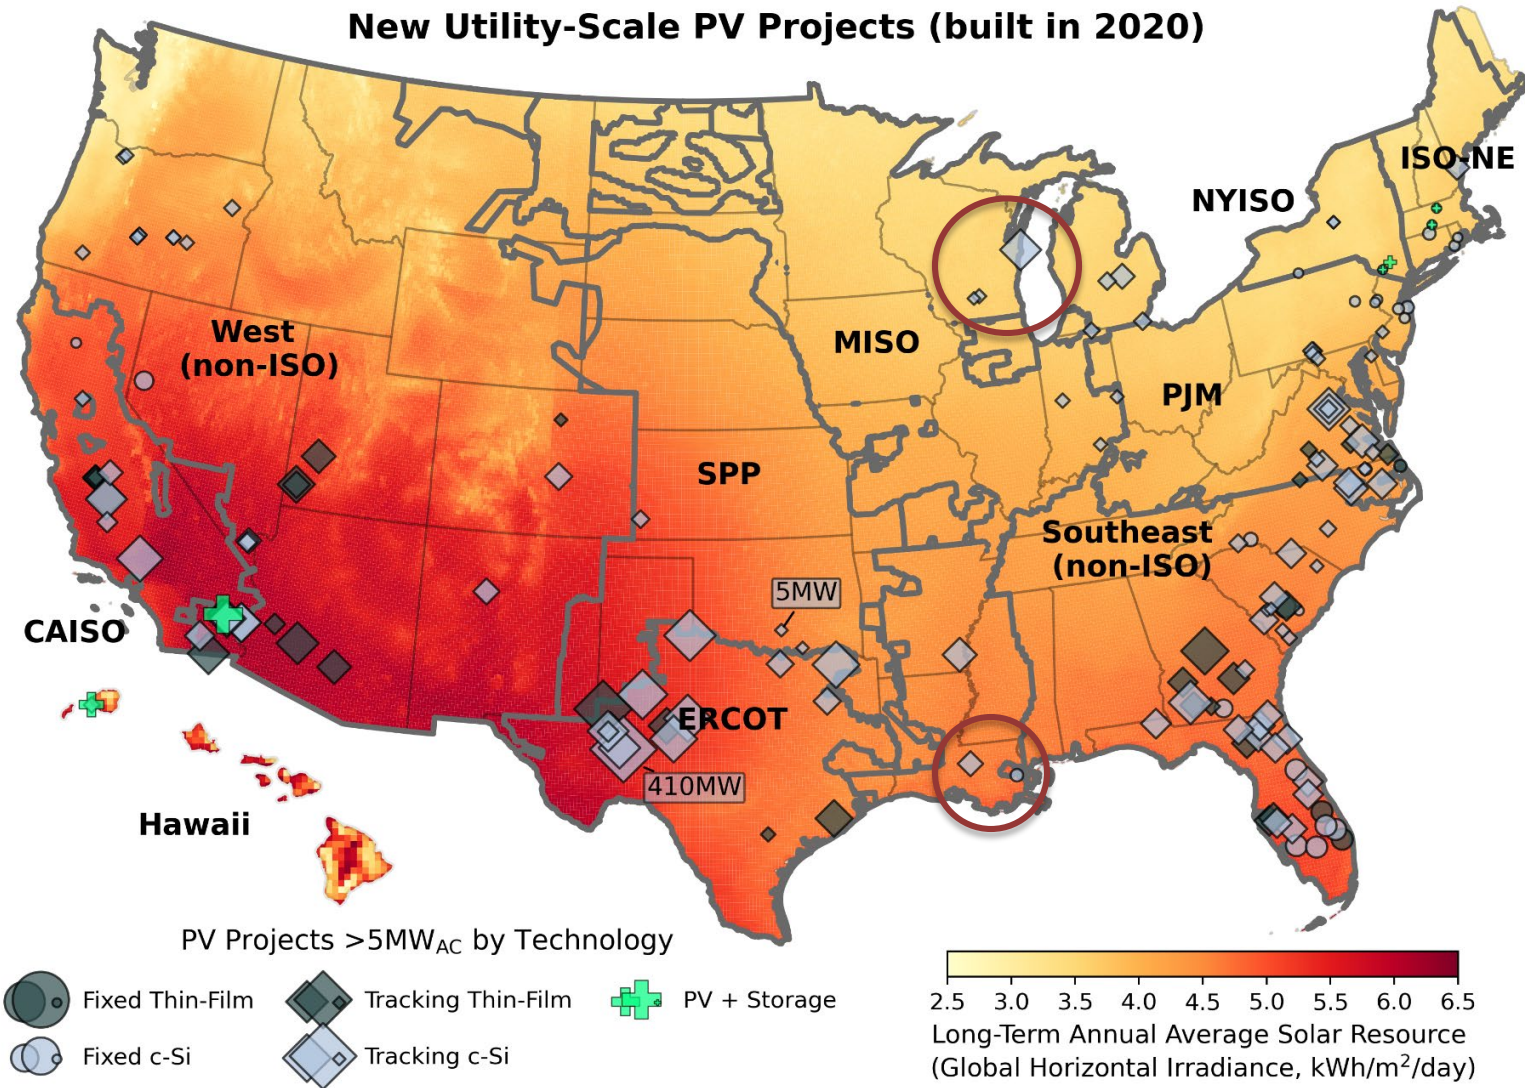 New Utility-Scale PV Projects (built in 2020)
ISO-NE
NYISO
West
(non-ISO)
MISO
PJM
SPP
Southeast
(non-ISO)
5MW
CAISO
ERCOT
410MW
Hawaii
PV Projects >5MW_AC by Technology
Fixed Thin-Film
Tracking Thin-Film
PV + Storage
Fixed c-Si
Tracking c-Si
2.5 3.0 3.5 4.0 4.5 5.0 5.5 6.0 6.5
Long-Term Annual Average Solar Resource
(Global Horizontal Irradiance, kWh/m²/day)